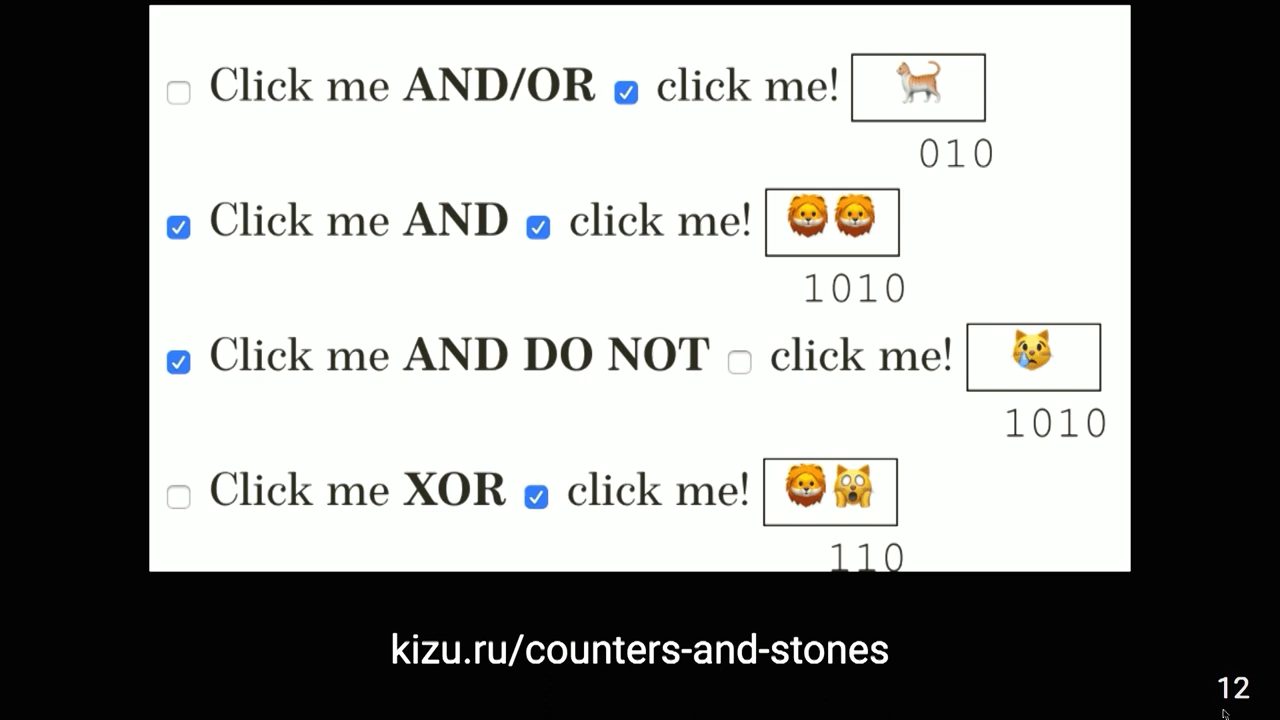 Click me AND/OR click me!
010
Click me AND click me!
1010
Click me AND DO NOT click me!
1010
Click me XOR click me!
110
kizu.ru/counters-and-stones
12